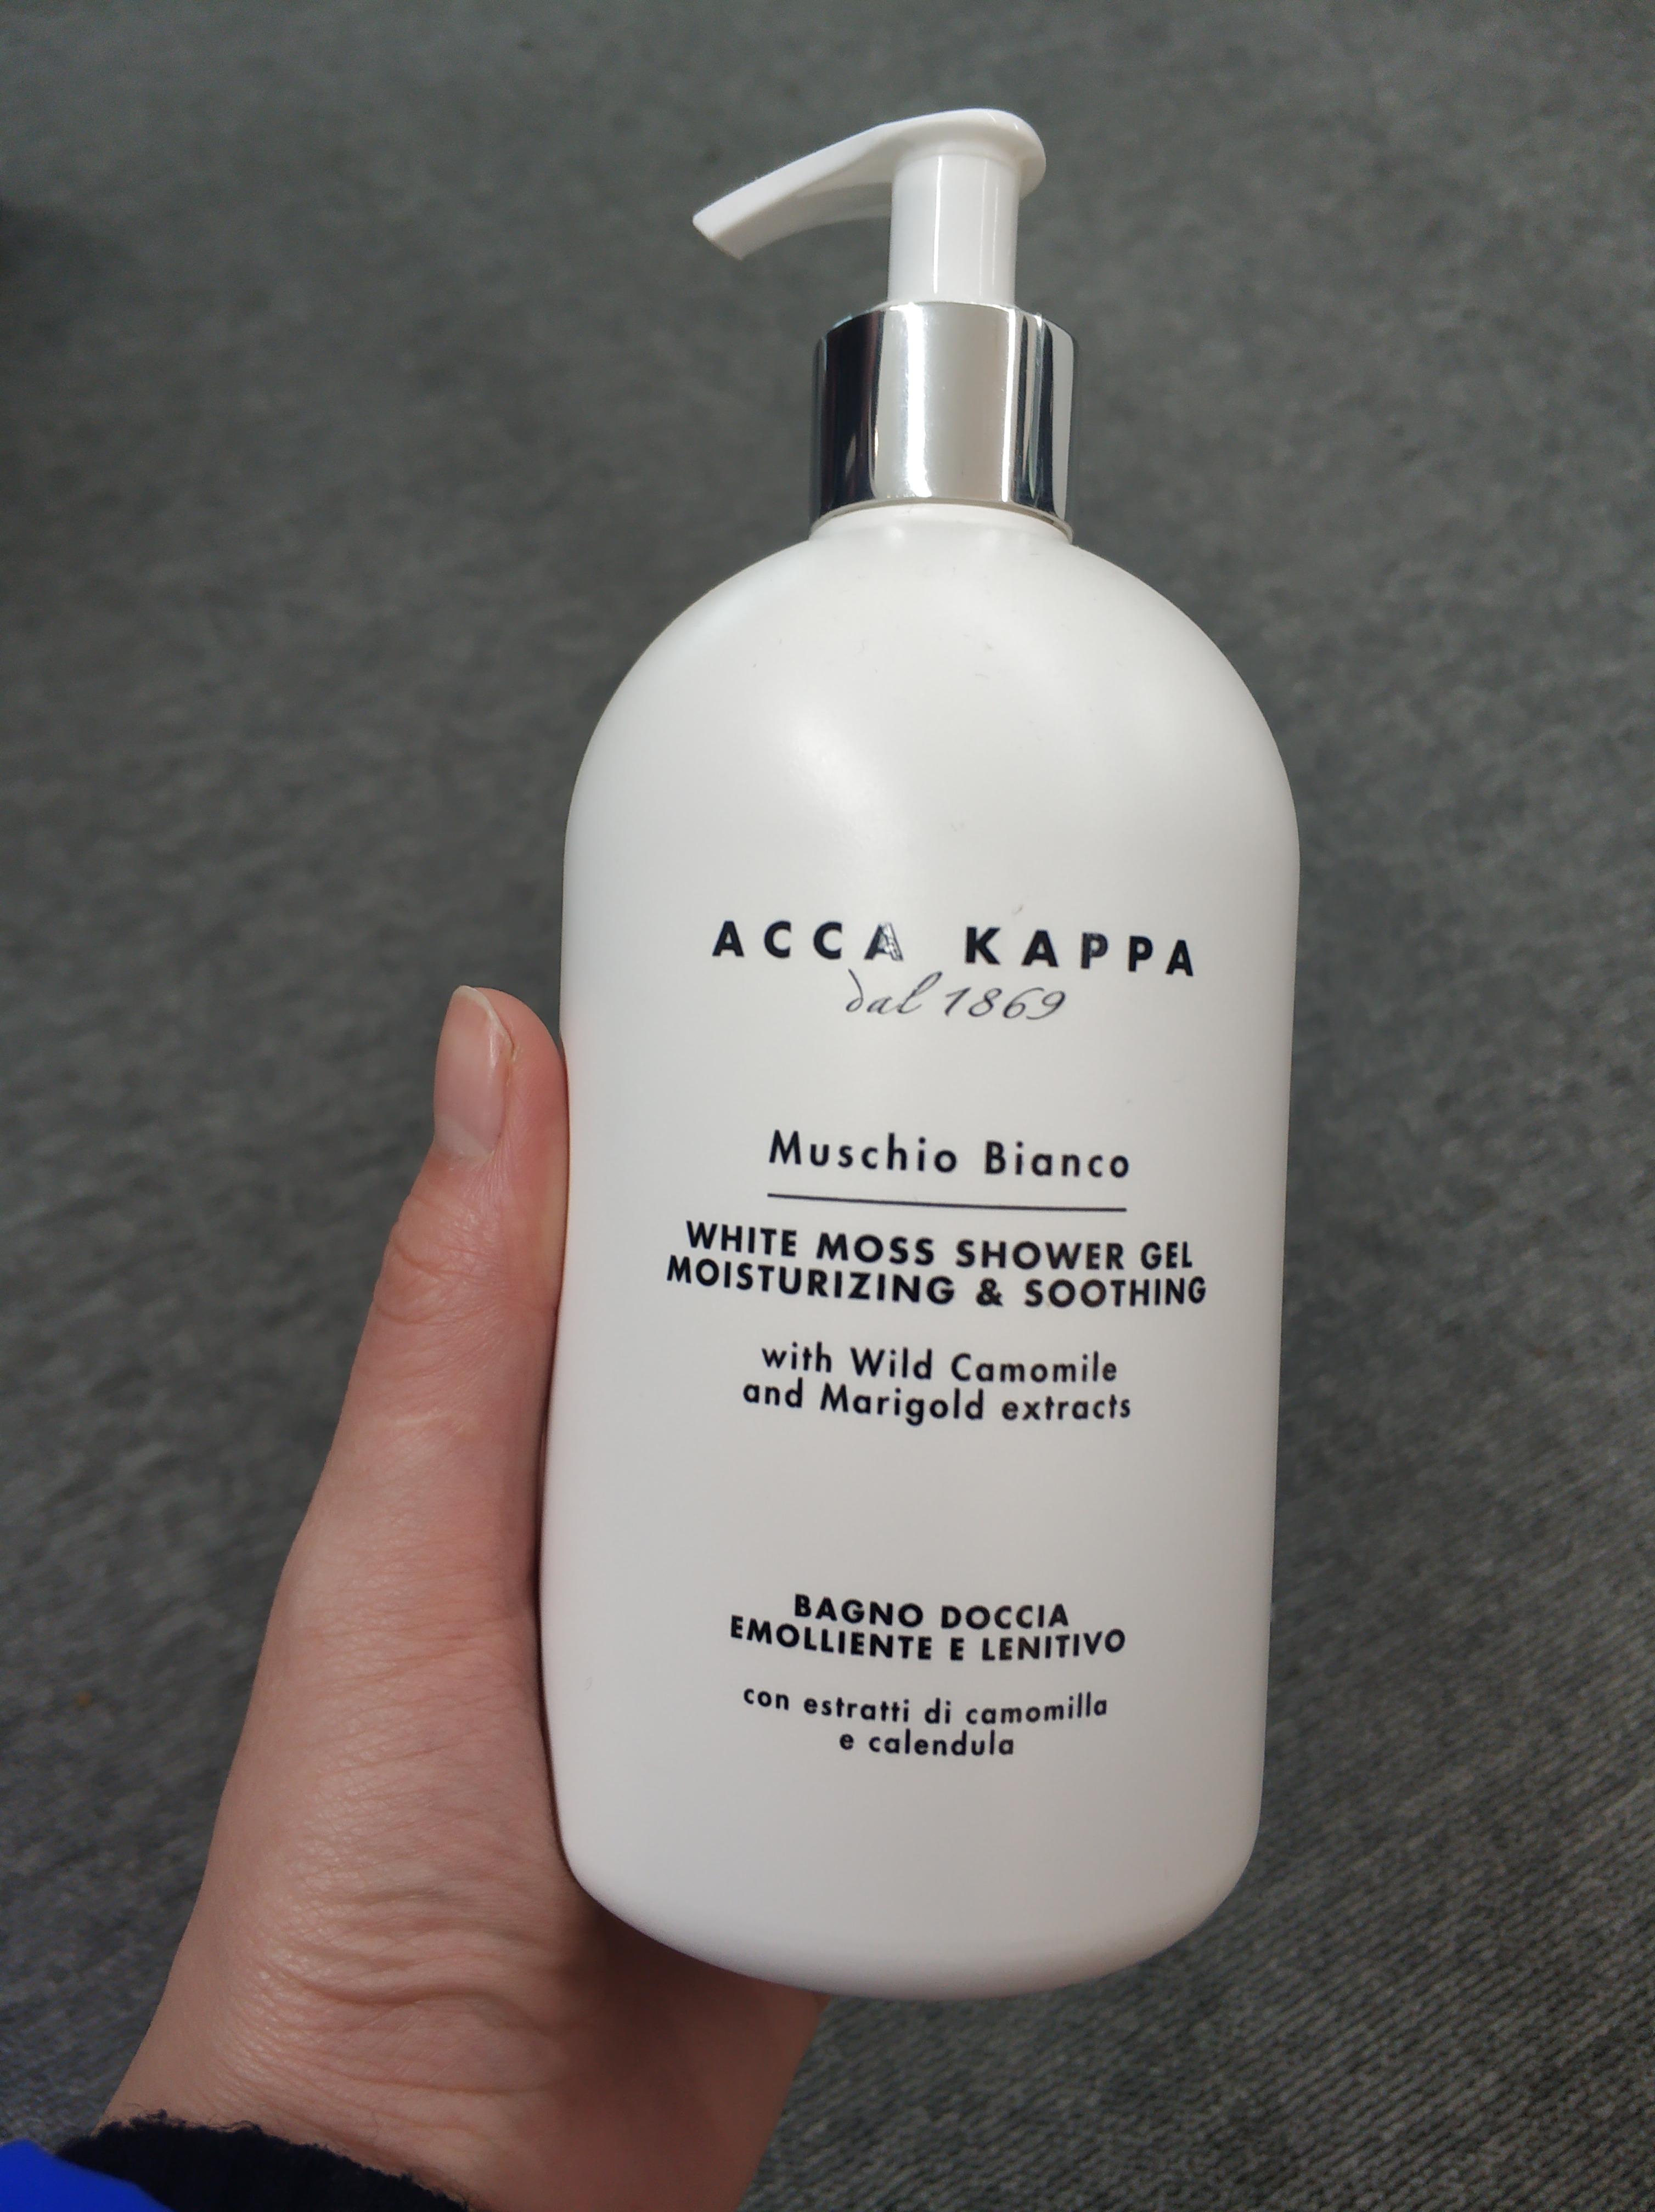 ACCA KAPPA
dal 1869
Muschio Bianco
WHITE MOSS SHOWER GEL
MOISTURIZING & SOOTHING
with Wild Camomile
and Marigold extracts
BAGNO DOCCIA
EMOLLIENTE E LENITIVO
con estratti di camomilla
e calendula